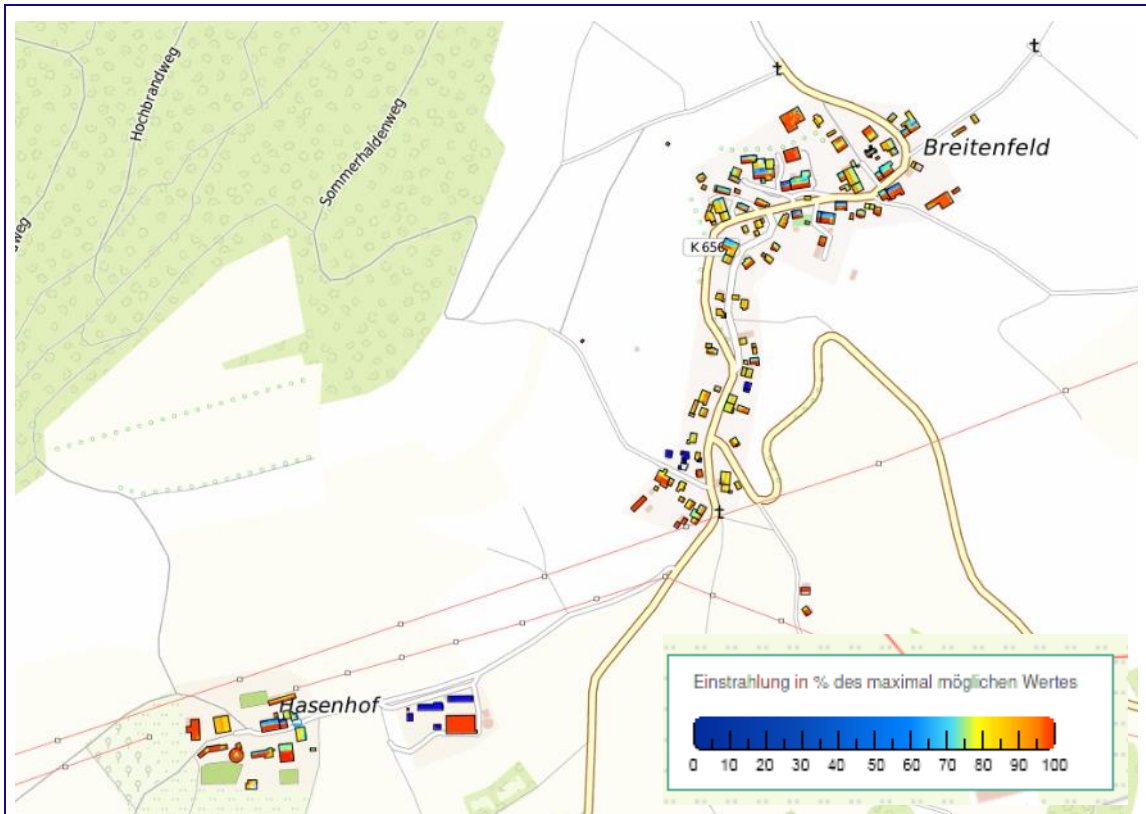 Hochbrandweg
Sommerhaldenweg
Breitenfeld
K 656
Hasenhof
Einstrahlung in % des maximal möglichen Wertes
0 10 20 30 40 50 60 70 80 90 100